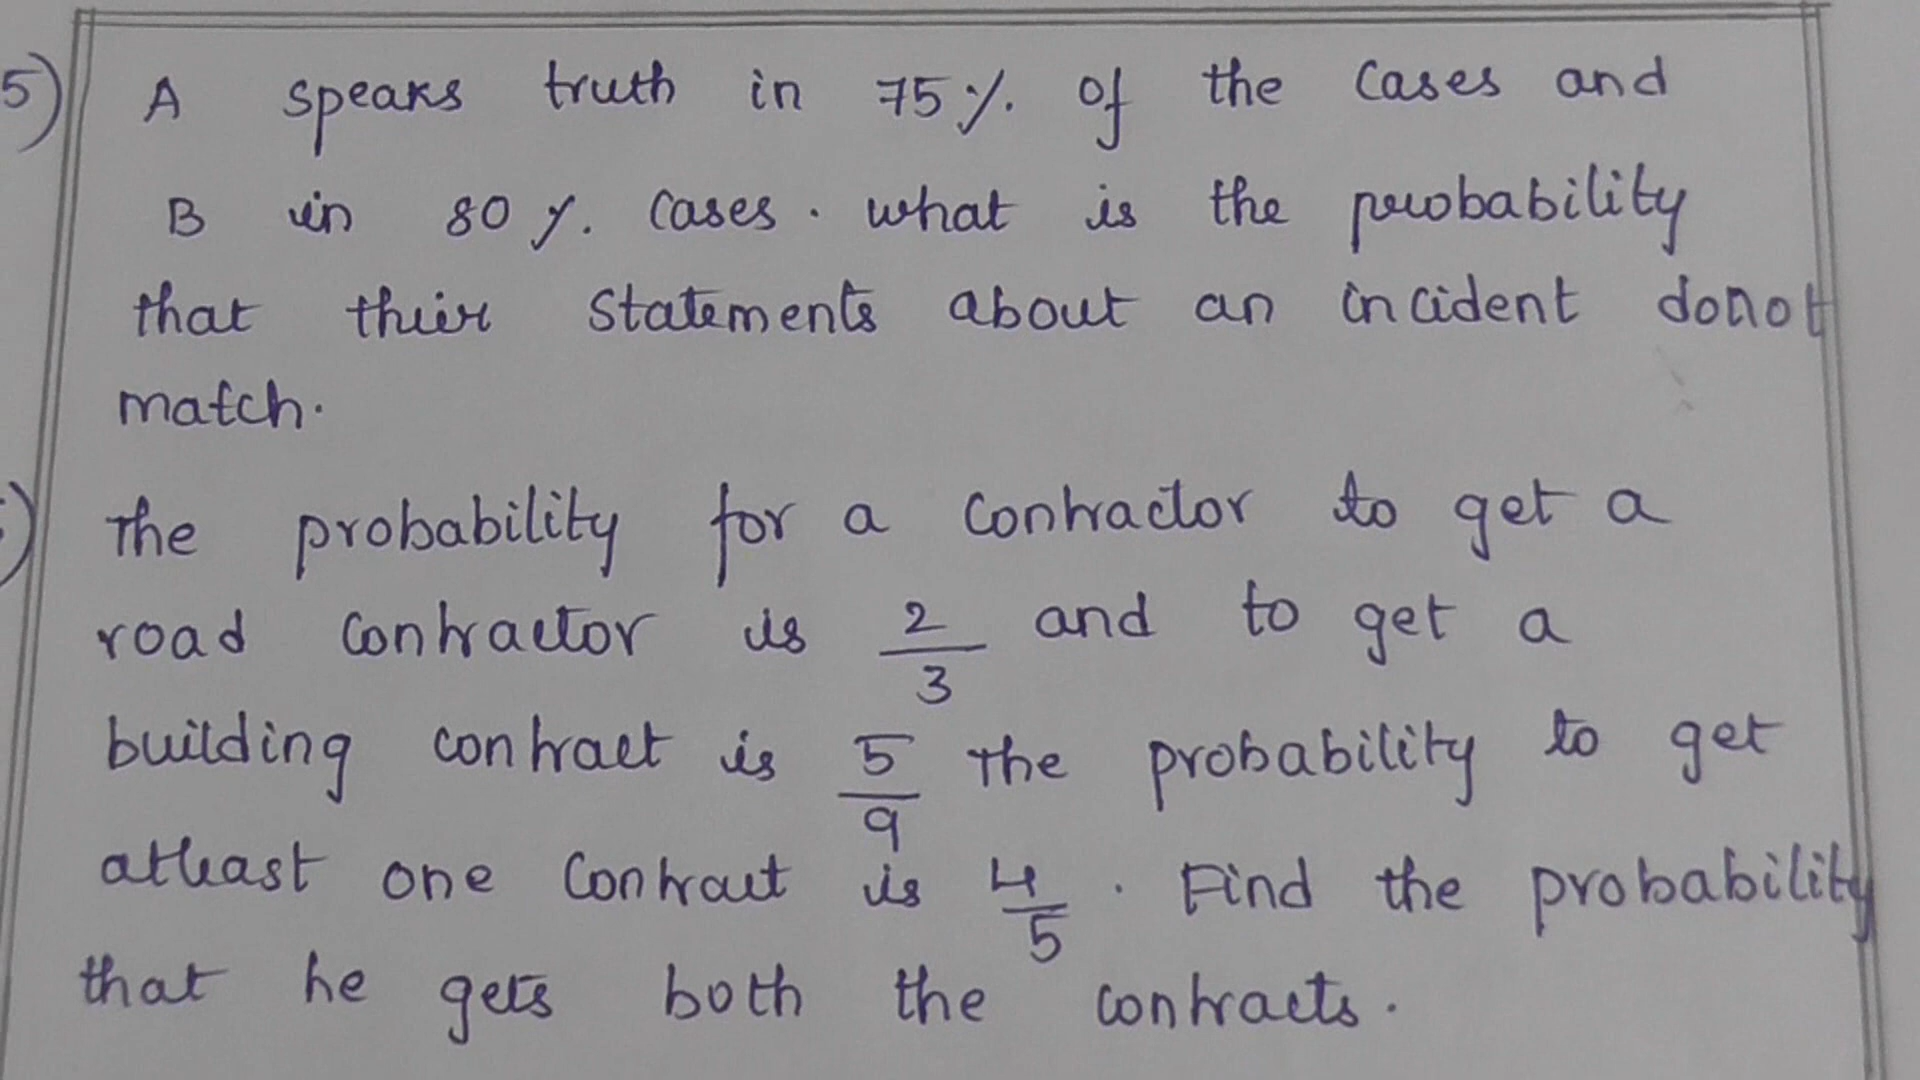 5) A speaks truth in 75%. of the cases and
B in 80%. cases. what is the probability
that thier statements about an incident donot
match.
The probability for a contractor to get a
road contractor is 2/3 and to get a
building contract is 5/9 The probability to get
atleast one contract is 4/5. Find the probability
that he gets both the contracts.